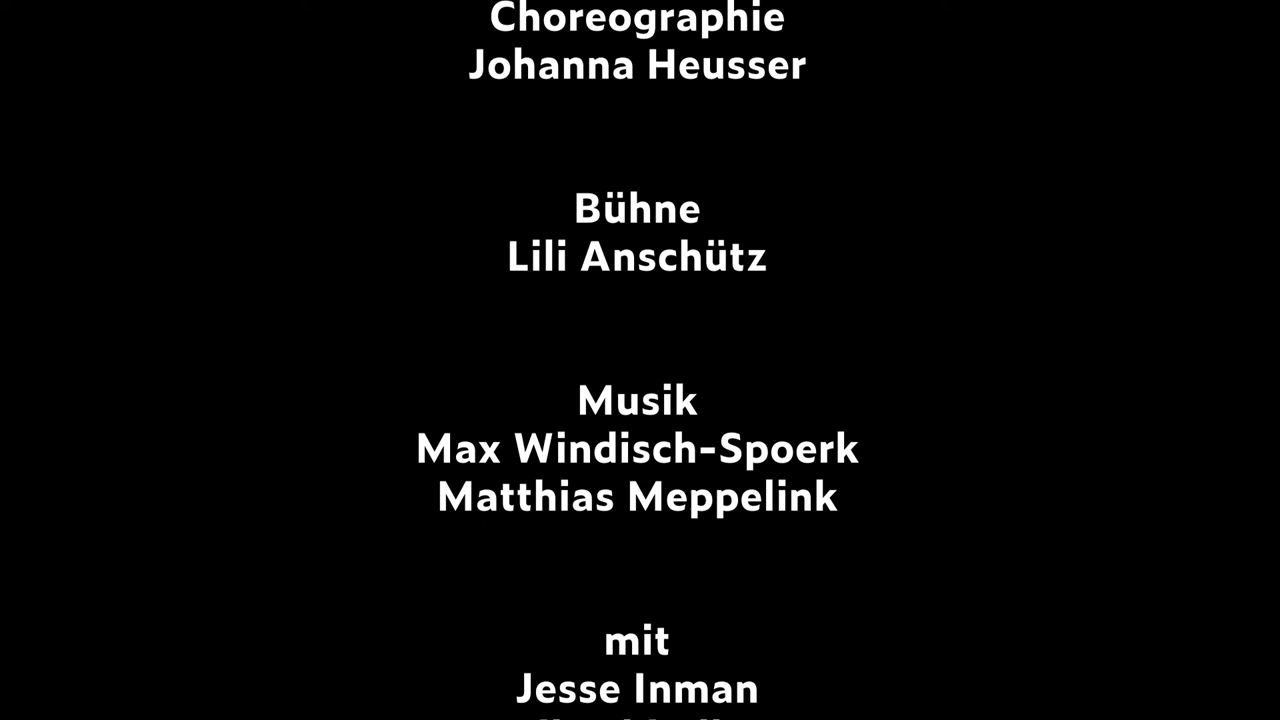 Choreographie
Johanna Heusser
Bühne
Lili Anschütz
Musik
Max Windisch-Spoerk
Matthias Meppelink
mit
Jesse Inman